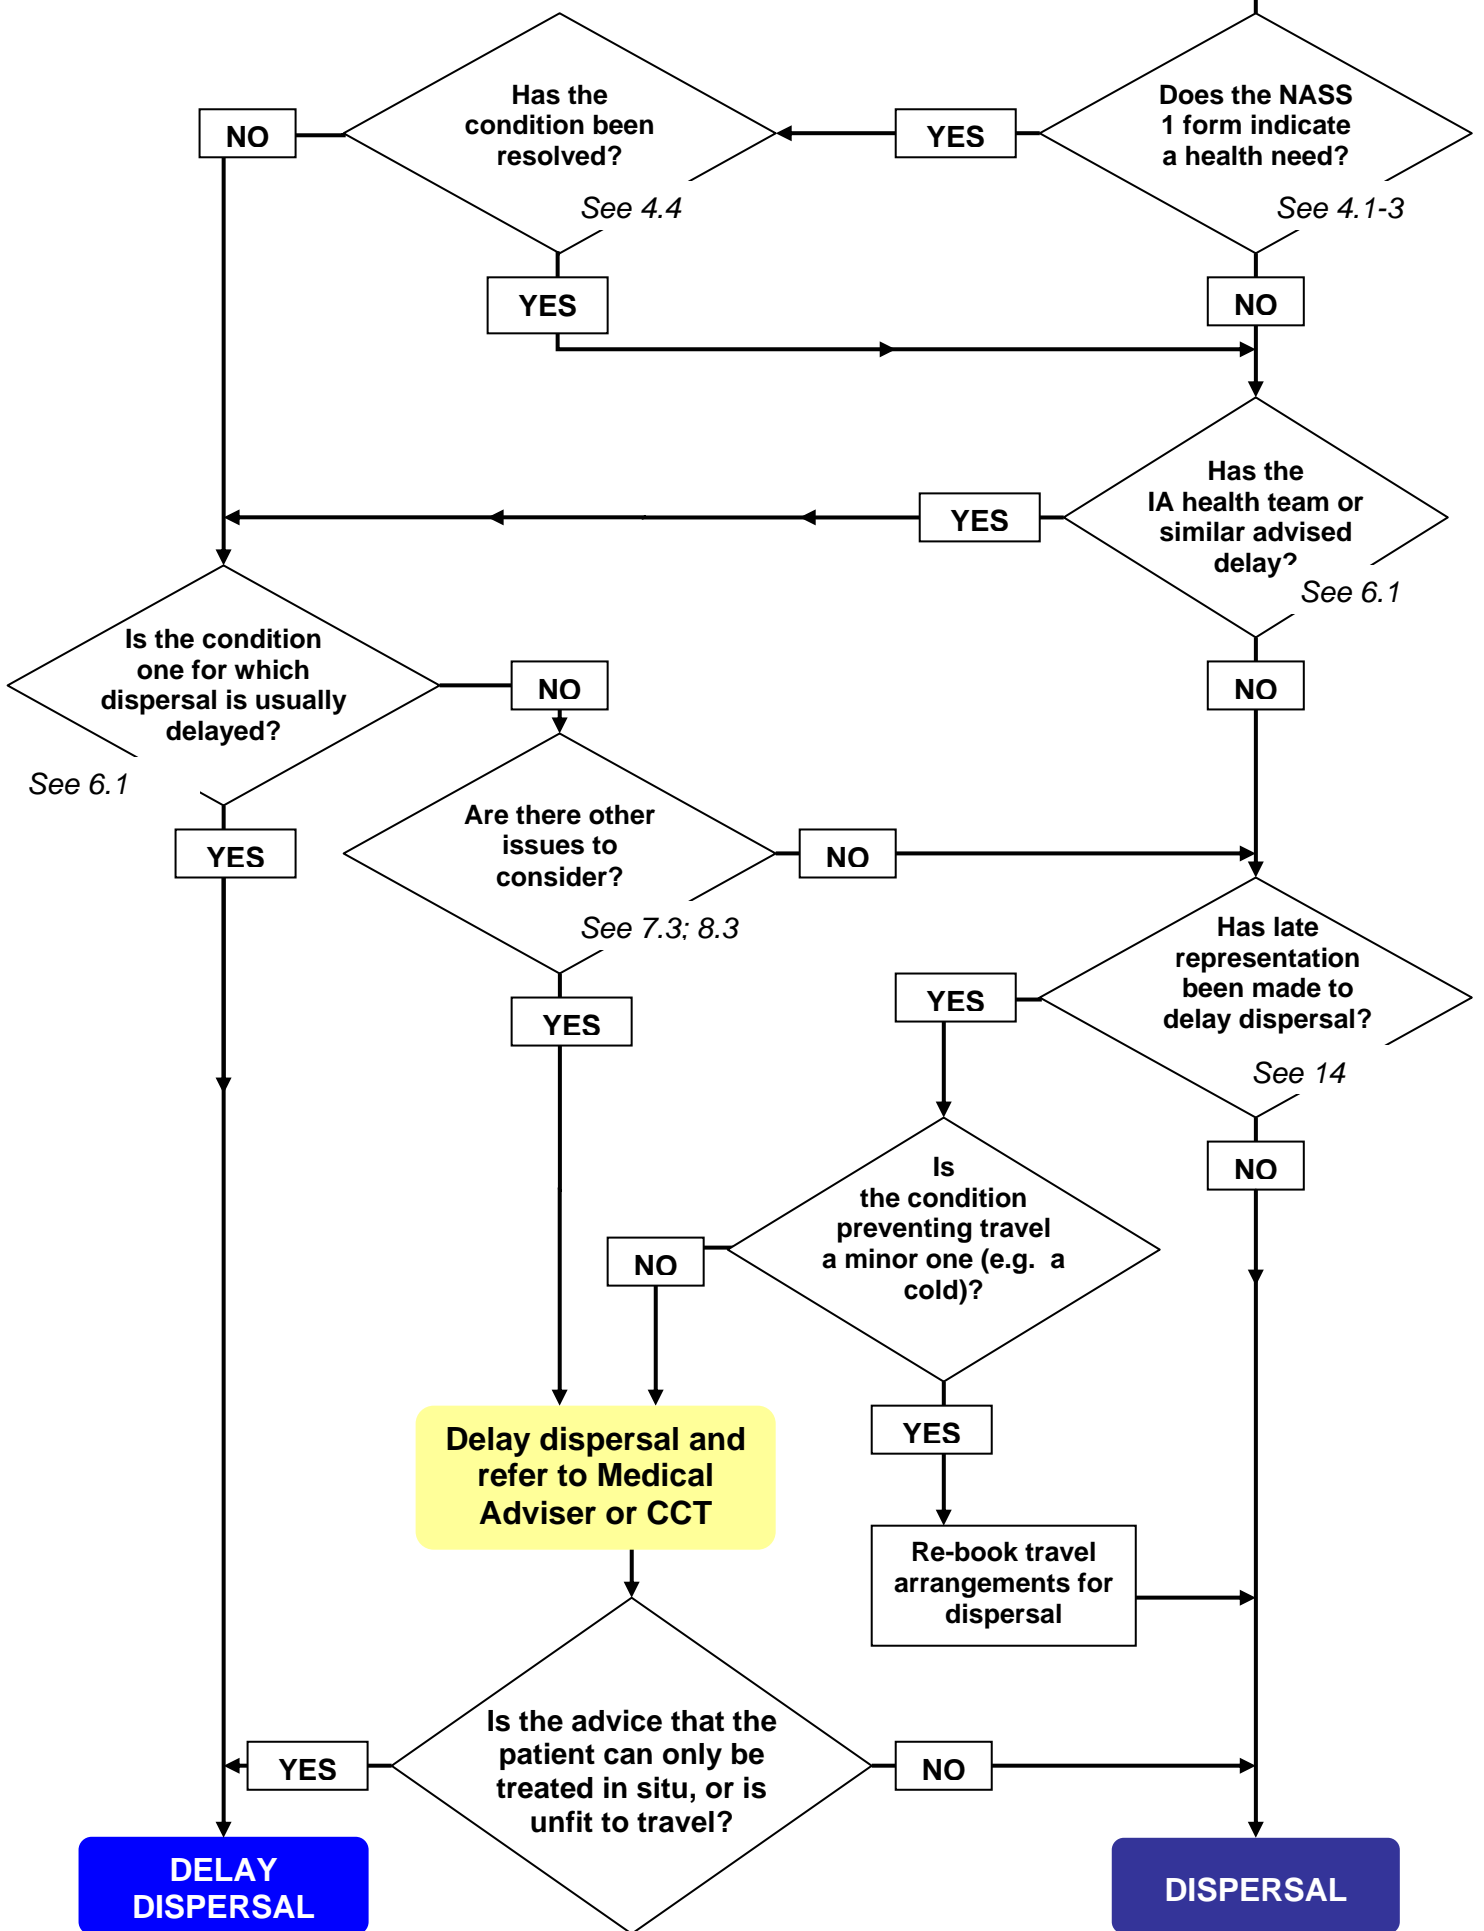 Has the
condition been
resolved?
See 4.4
NO
YES
Does the NASS
1 form indicate
a health need?
See 4.1-3
YES
NO
Has the
IA health team or
similar advised
delay?
See 6.1
YES
NO
Is the condition
one for which
dispersal is usually
delayed?
See 6.1
NO
YES
Are there other
issues to
consider?
See 7.3; 8.3
NO
YES
Has late
representation
been made to
delay dispersal?
See 14
YES
NO
Is
the condition
preventing travel
a minor one (e.g. a
cold)?
NO
YES
Delay dispersal and
refer to Medical
Adviser or CCT
Re-book travel
arrangements for
dispersal
Is the advice that the
patient can only be
treated in situ, or is
unfit to travel?
YES
NO
DELAY
DISPERSAL
DISPERSAL